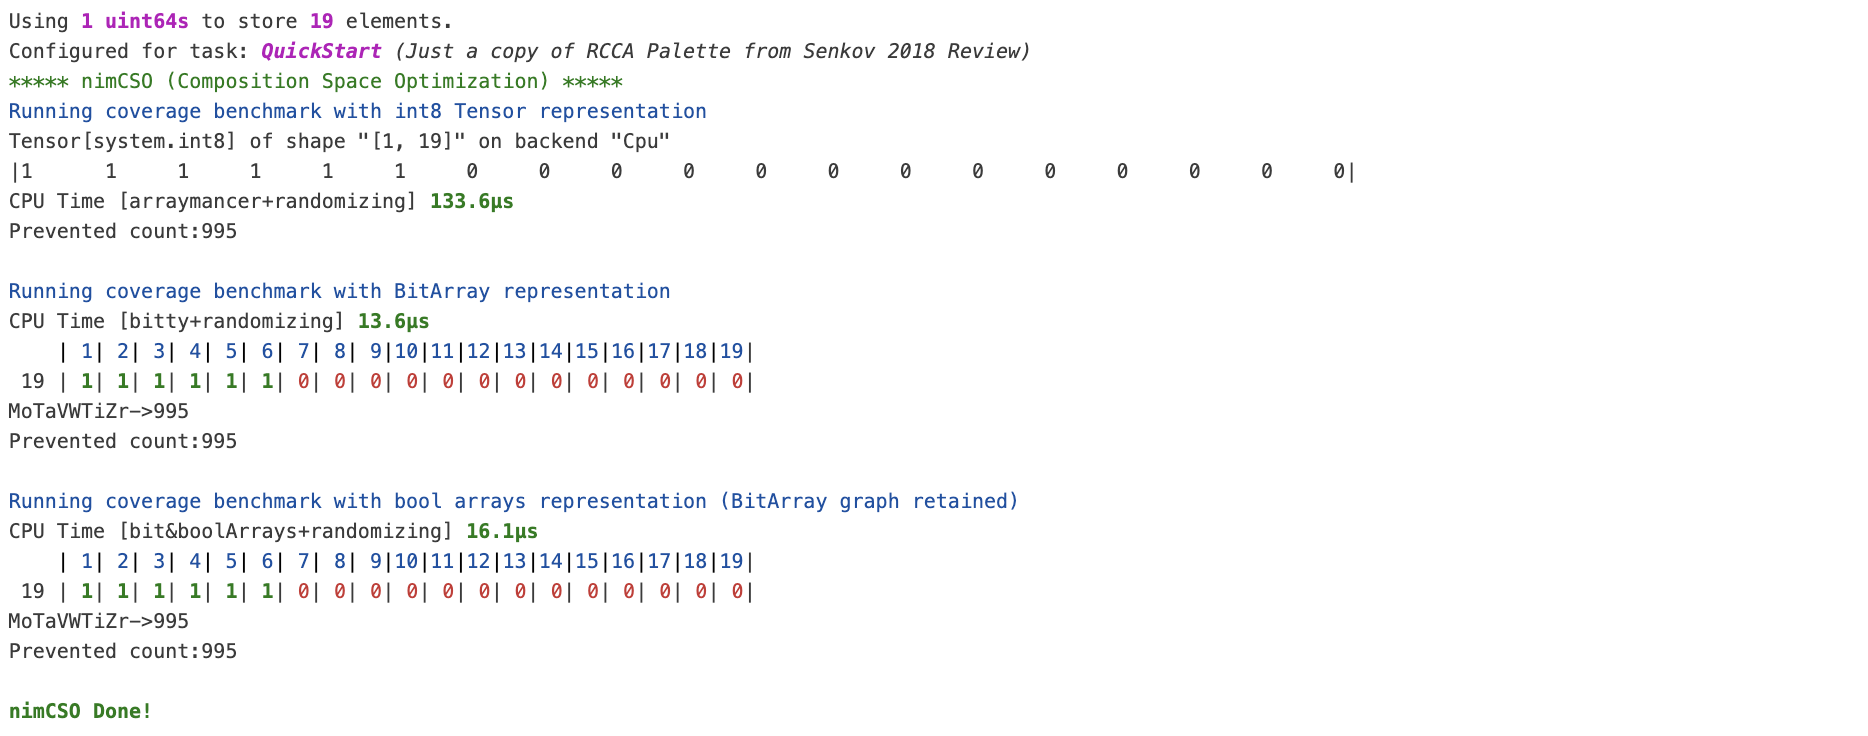 Using 1 uint64s to store 19 elements.
Configured for task: QuickStart (Just a copy of RCCA Palette from Senkov 2018 Review)
***** nimCSO (Composition Space Optimization) *****
Running coverage benchmark with int8 Tensor representation
Tensor[system.int8] of shape "[1, 19]" on backend "Cpu"
|1      1     1     1     1     1     0     0     0     0     0     0     0     0     0     0     0     0     0|
CPU Time [arraymancer+randomizing] 133.6μs
Prevented count:995

Running coverage benchmark with BitArray representation
CPU Time [bitty+randomizing] 13.6μs
    | 1| 2| 3| 4| 5| 6| 7| 8| 9|10|11|12|13|14|15|16|17|18|19|
 19 | 1| 1| 1| 1| 1| 1| 0| 0| 0| 0| 0| 0| 0| 0| 0| 0| 0| 0| 0|
MoTaVWTiZr->995
Prevented count:995

Running coverage benchmark with bool arrays representation (BitArray graph retained)
CPU Time [bit&boolArrays+randomizing] 16.1μs
    | 1| 2| 3| 4| 5| 6| 7| 8| 9|10|11|12|13|14|15|16|17|18|19|
 19 | 1| 1| 1| 1| 1| 1| 0| 0| 0| 0| 0| 0| 0| 0| 0| 0| 0| 0| 0|
MoTaVWTiZr->995
Prevented count:995

nimCSO Done!